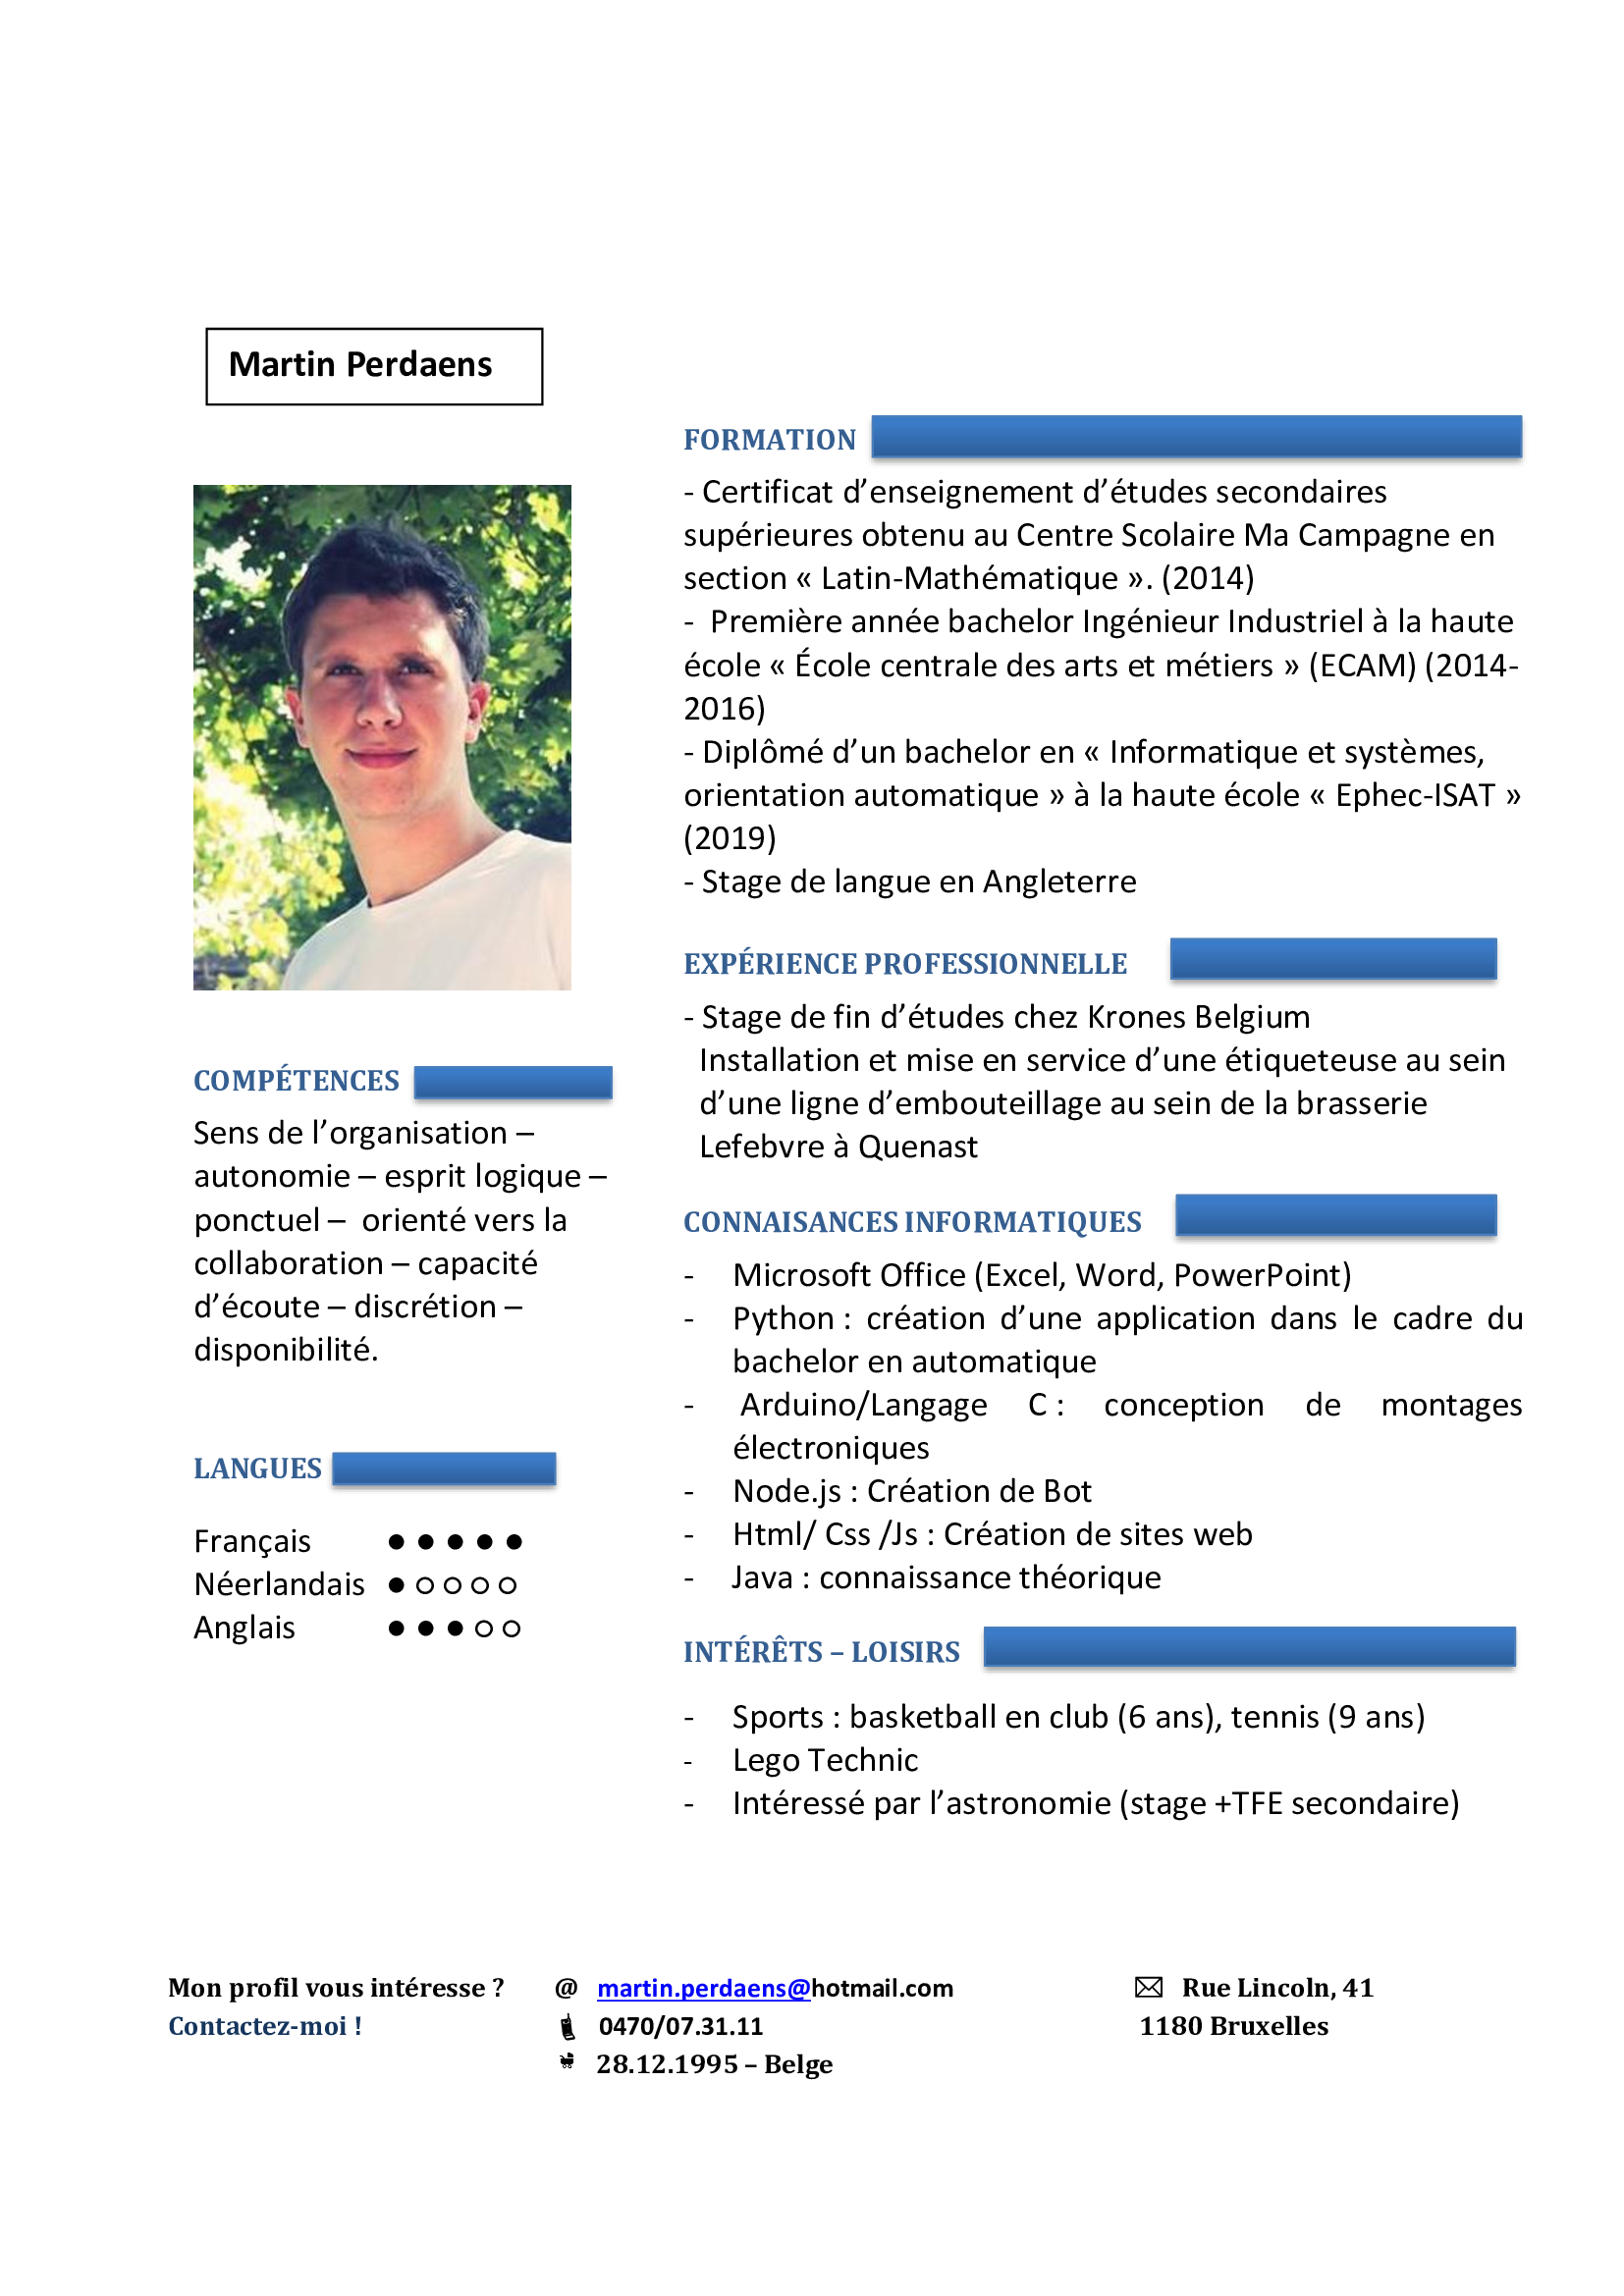 Martin Perdaens
FORMATION
- Certificat d’enseignement d’études secondaires
supérieures obtenu au Centre Scolaire Ma Campagne en
section « Latin-Mathématique ». (2014)
- Première année bachelor Ingénieur Industriel à la haute
école « École centrale des arts et métiers » (ECAM) (2014-
2016)
- Diplômé d’un bachelor en « Informatique et systèmes,
orientation automatique » à la haute école « Ephec-ISAT »
(2019)
- Stage de langue en Angleterre
EXPÉRIENCE PROFESSIONNELLE
- Stage de fin d’études chez Krones Belgium
Installation et mise en service d’une étiqueteuse au sein
d’une ligne d’embouteillage au sein de la brasserie
Lefebvre à Quenast
CONNAISANCES INFORMATIQUES
- Microsoft Office (Excel, Word, PowerPoint)
- Python : création d’une application dans le cadre du
bachelor en automatique
- Arduino/Langage C : conception de montages
électroniques
- Node.js : Création de Bot
- Html/ Css /Js : Création de sites web
- Java : connaissance théorique
INTÉRÊTS – LOISIRS
- Sports : basketball en club (6 ans), tennis (9 ans)
- Lego Technic
- Intéressé par l’astronomie (stage +TFE secondaire)
COMPÉTENCES
Sens de l’organisation –
autonomie – esprit logique –
ponctuel – orienté vers la
collaboration – capacité
d’écoute – discrétion –
disponibilité.
LANGUES
Français ● ● ● ● ●
Néerlandais ● ○ ○ ○ ○
Anglais ● ● ● ○ ○
Mon profil vous intéresse ? @ martin.perdaens@hotmail.com Rue Lincoln, 41
Contactez-moi ! 0470/07.31.11 1180 Bruxelles
28.12.1995 – Belge